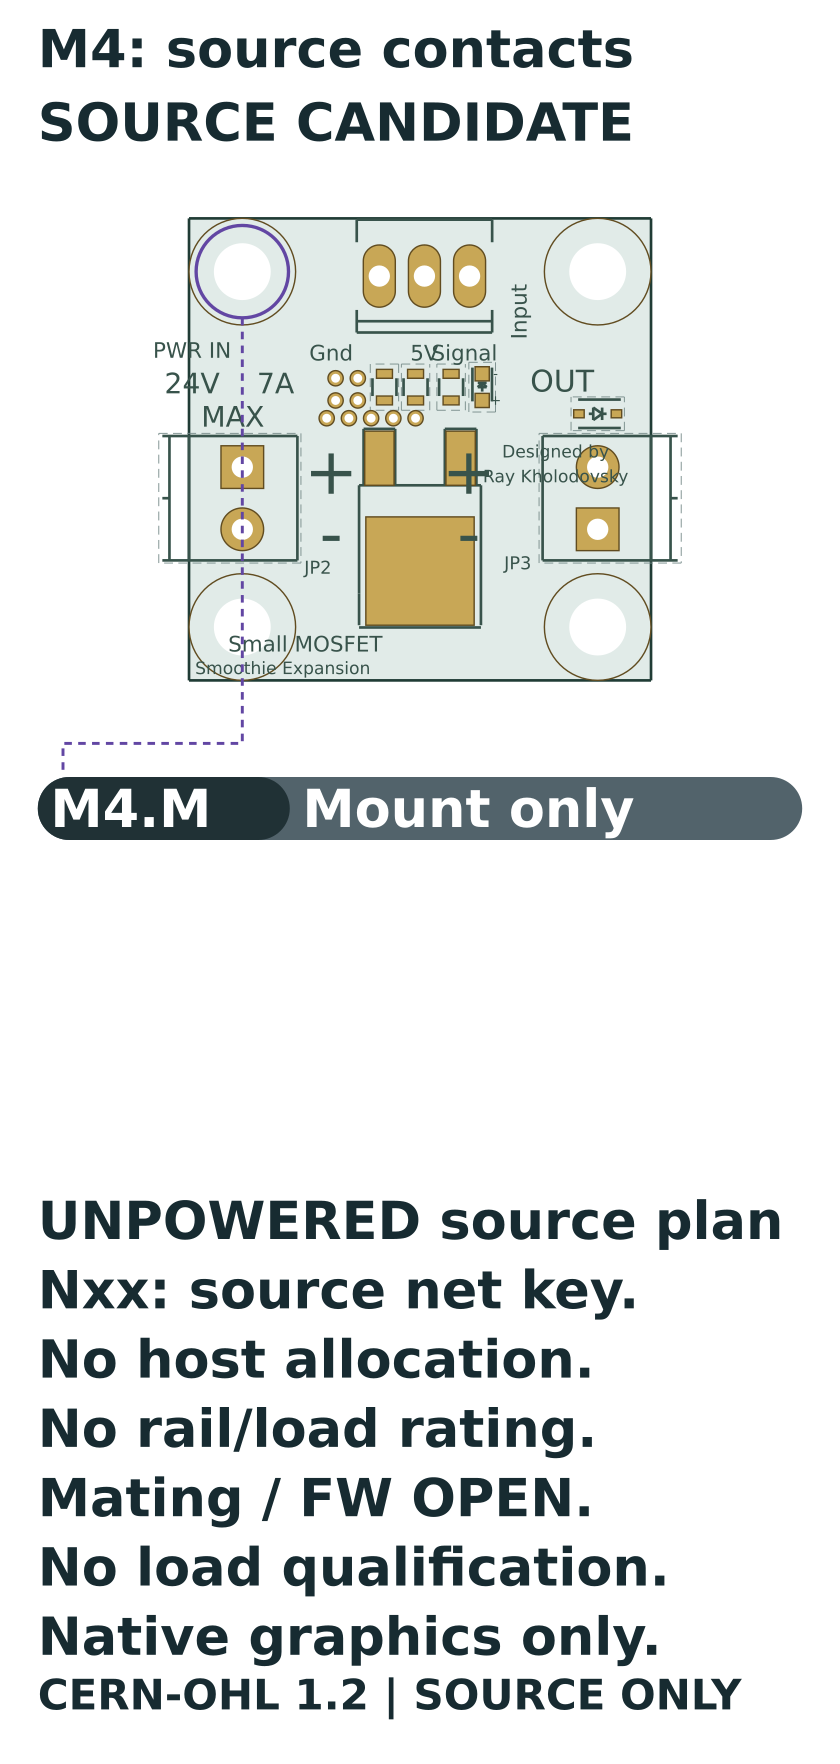 M4: source contacts
SOURCE CANDIDATE
Input
PWR IN
Gnd
5V
Signal
24V
7A
OUT
MAX
-
+
Designed by
+
+
Ray Kholodovsky
-
-
JP2
JP3
Small MOSFET
Smoothie Expansion
M4.M
Mount only
UNPOWERED source plan
Nxx: source net key.
No host allocation.
No rail/load rating.
Mating / FW OPEN.
No load qualification.
Native graphics only.
CERN-OHL 1.2 | SOURCE ONLY